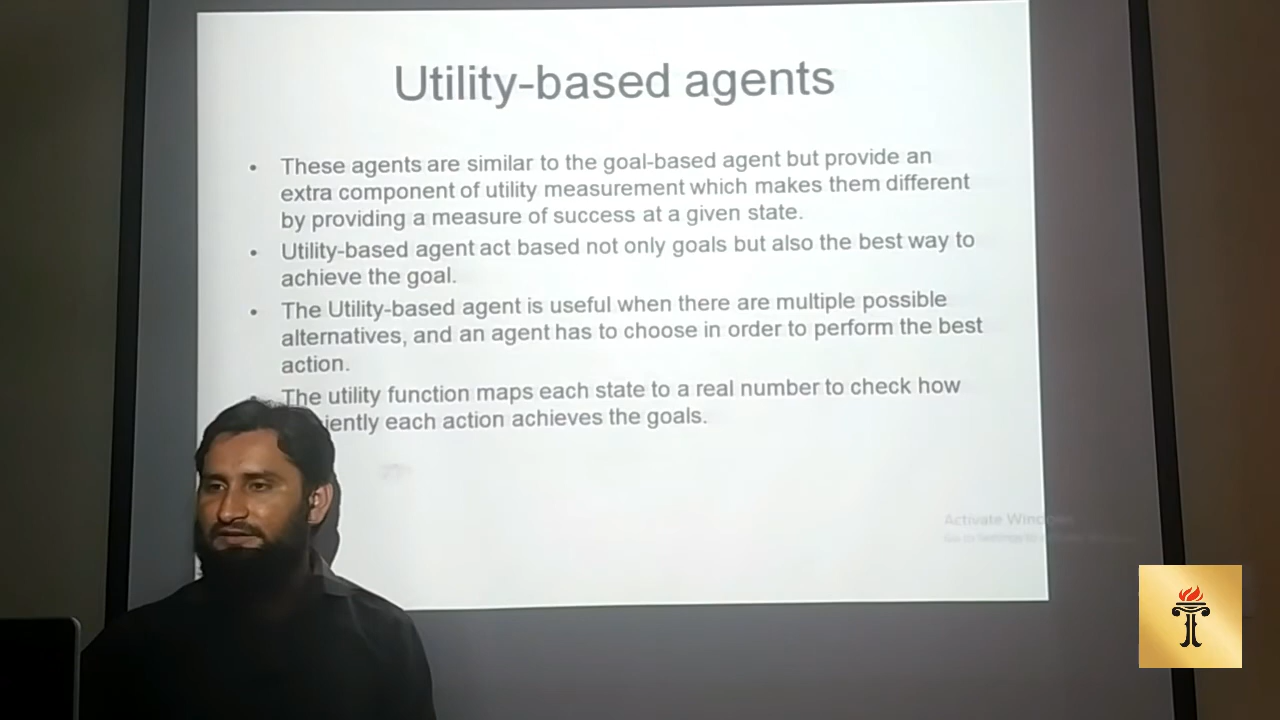 Utility-based agents
• These agents are similar to the goal-based agent but provide an
extra component of utility measurement which makes them different
by providing a measure of success at a given state.
• Utility-based agent act based not only goals but also the best way to
achieve the goal.
• The Utility-based agent is useful when there are multiple possible
alternatives, and an agent has to choose in order to perform the best
action.
The utility function maps each state to a real number to check how
iently each action achieves the goals.
Activate Windows